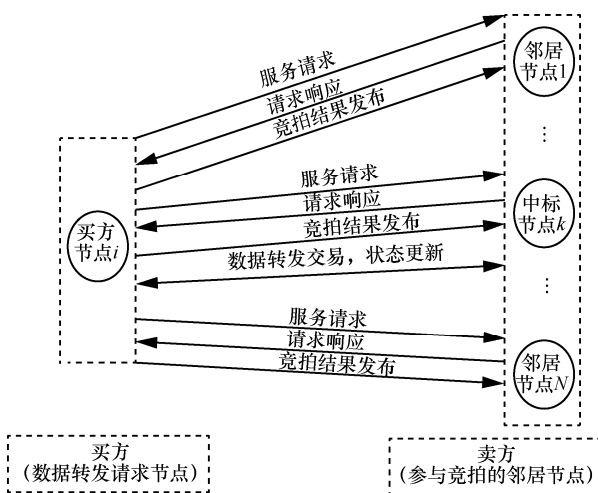 服务请求
请求响应
竞拍结果发布
邻居
节点1
⋮
服务请求
请求响应
竞拍结果发布
数据转发交易，状态更新
买方
节点i
中标
节点k
⋮
服务请求
请求响应
竞拍结果发布
邻居
节点N
买方
（数据转发请求节点）
卖方
（参与竞拍的邻居节点）